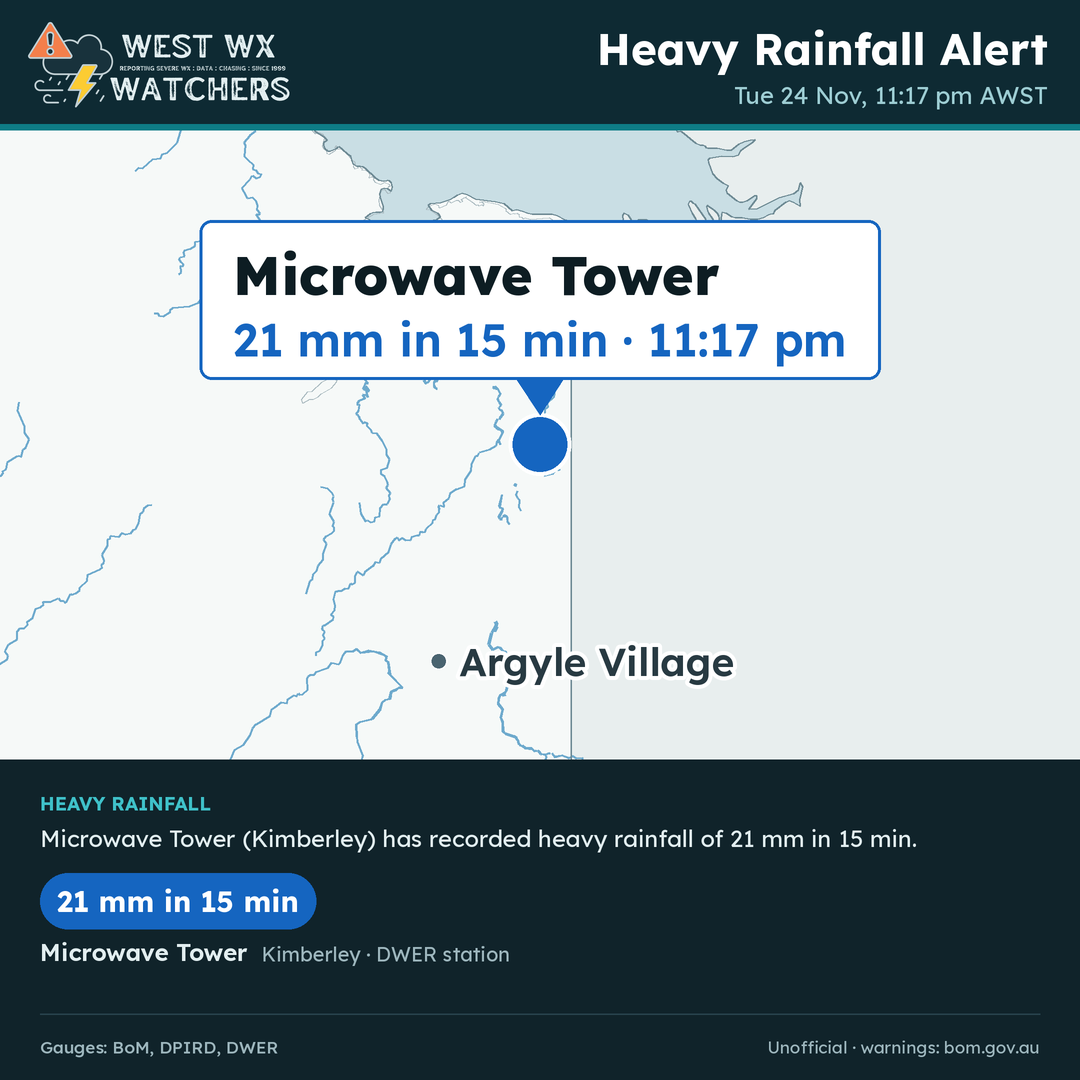 WEST WX
REPORTING SEVERE WX : DATA : CHASING : SINCE 1999
WATCHERS
Heavy Rainfall Alert
Tue 24 Nov, 11:17 pm AWST
Microwave Tower
21 mm in 15 min · 11:17 pm
Argyle Village
HEAVY RAINFALL
Microwave Tower (Kimberley) has recorded heavy rainfall of 21 mm in 15 min.
21 mm in 15 min
Microwave Tower Kimberley · DWER station
Gauges: BoM, DPIRD, DWER
Unofficial · warnings: bom.gov.au